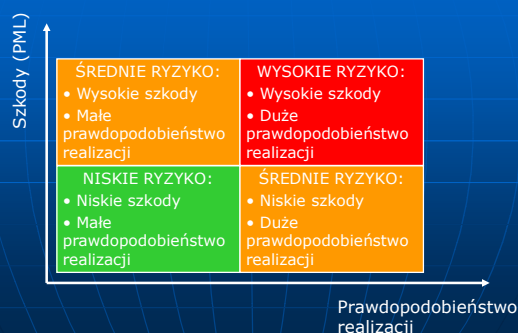 Szkody (PML)
ŚREDNIE RYZYKO:
• Wysokie szkody
• Małe
prawdopodobieństwo
realizacji
WYSOKIE RYZYKO:
• Wysokie szkody
• Duże
prawdopodobieństwo
realizacji
NISKIE RYZYKO:
• Niskie szkody
• Małe
prawdopodobieństwo
realizacji
ŚREDNIE RYZYKO:
• Niskie szkody
• Duże
prawdopodobieństwo
realizacji
Prawdopodobieństwo
realizacji